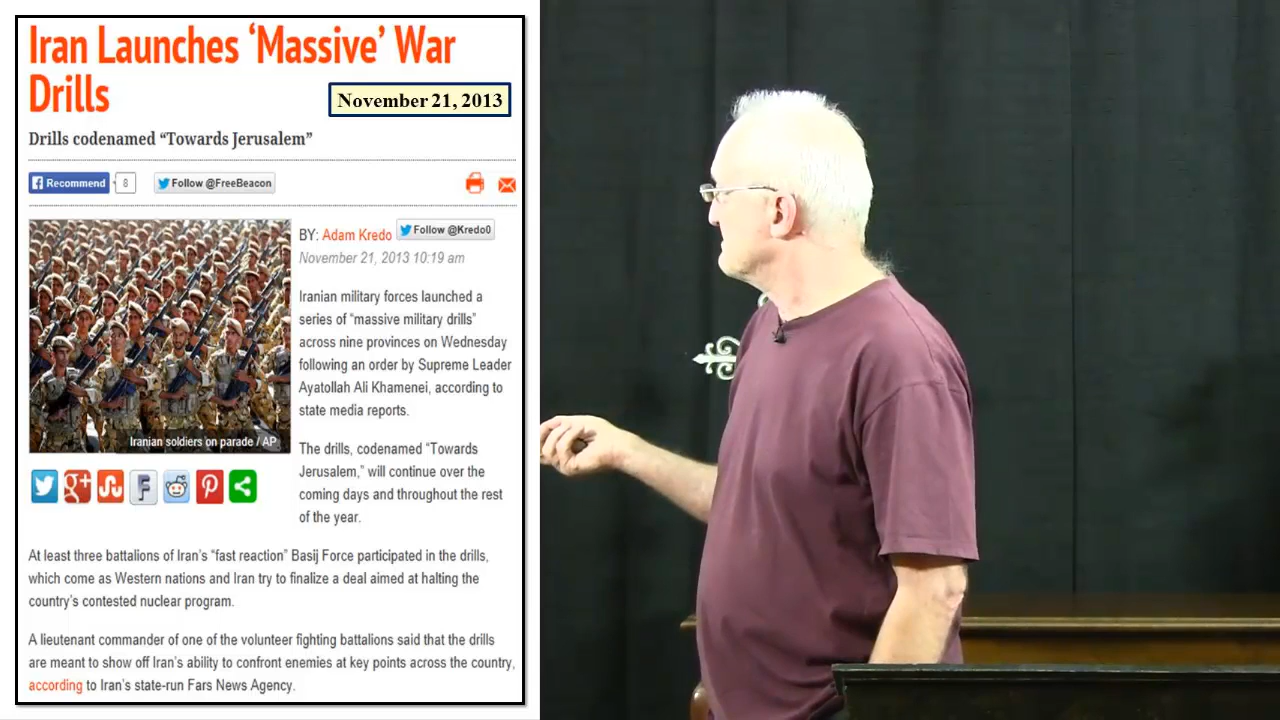 Iran Launches ‘Massive’ War
Drills
November 21, 2013
Drills codenamed “Towards Jerusalem”
Recommend
8
Follow @FreeBeacon
BY: Adam Kredo
Follow @Kredo0
November 21, 2013 10:19 am
Iranian military forces launched a
series of “massive military drills”
across nine provinces on Wednesday
following an order by Supreme Leader
Ayatollah Ali Khamenei, according to
state media reports.
Iranian soldiers on parade / AP
The drills, codenamed “Towards
Jerusalem,” will continue over the
coming days and throughout the rest
of the year.
At least three battalions of Iran’s “fast reaction” Basij Force participated in the drills,
which come as Western nations and Iran try to finalize a deal aimed at halting the
country’s contested nuclear program.
A lieutenant commander of one of the volunteer fighting battalions said that the drills
are meant to show off Iran’s ability to confront enemies at key points across the country,
according to Iran’s state-run Fars News Agency.